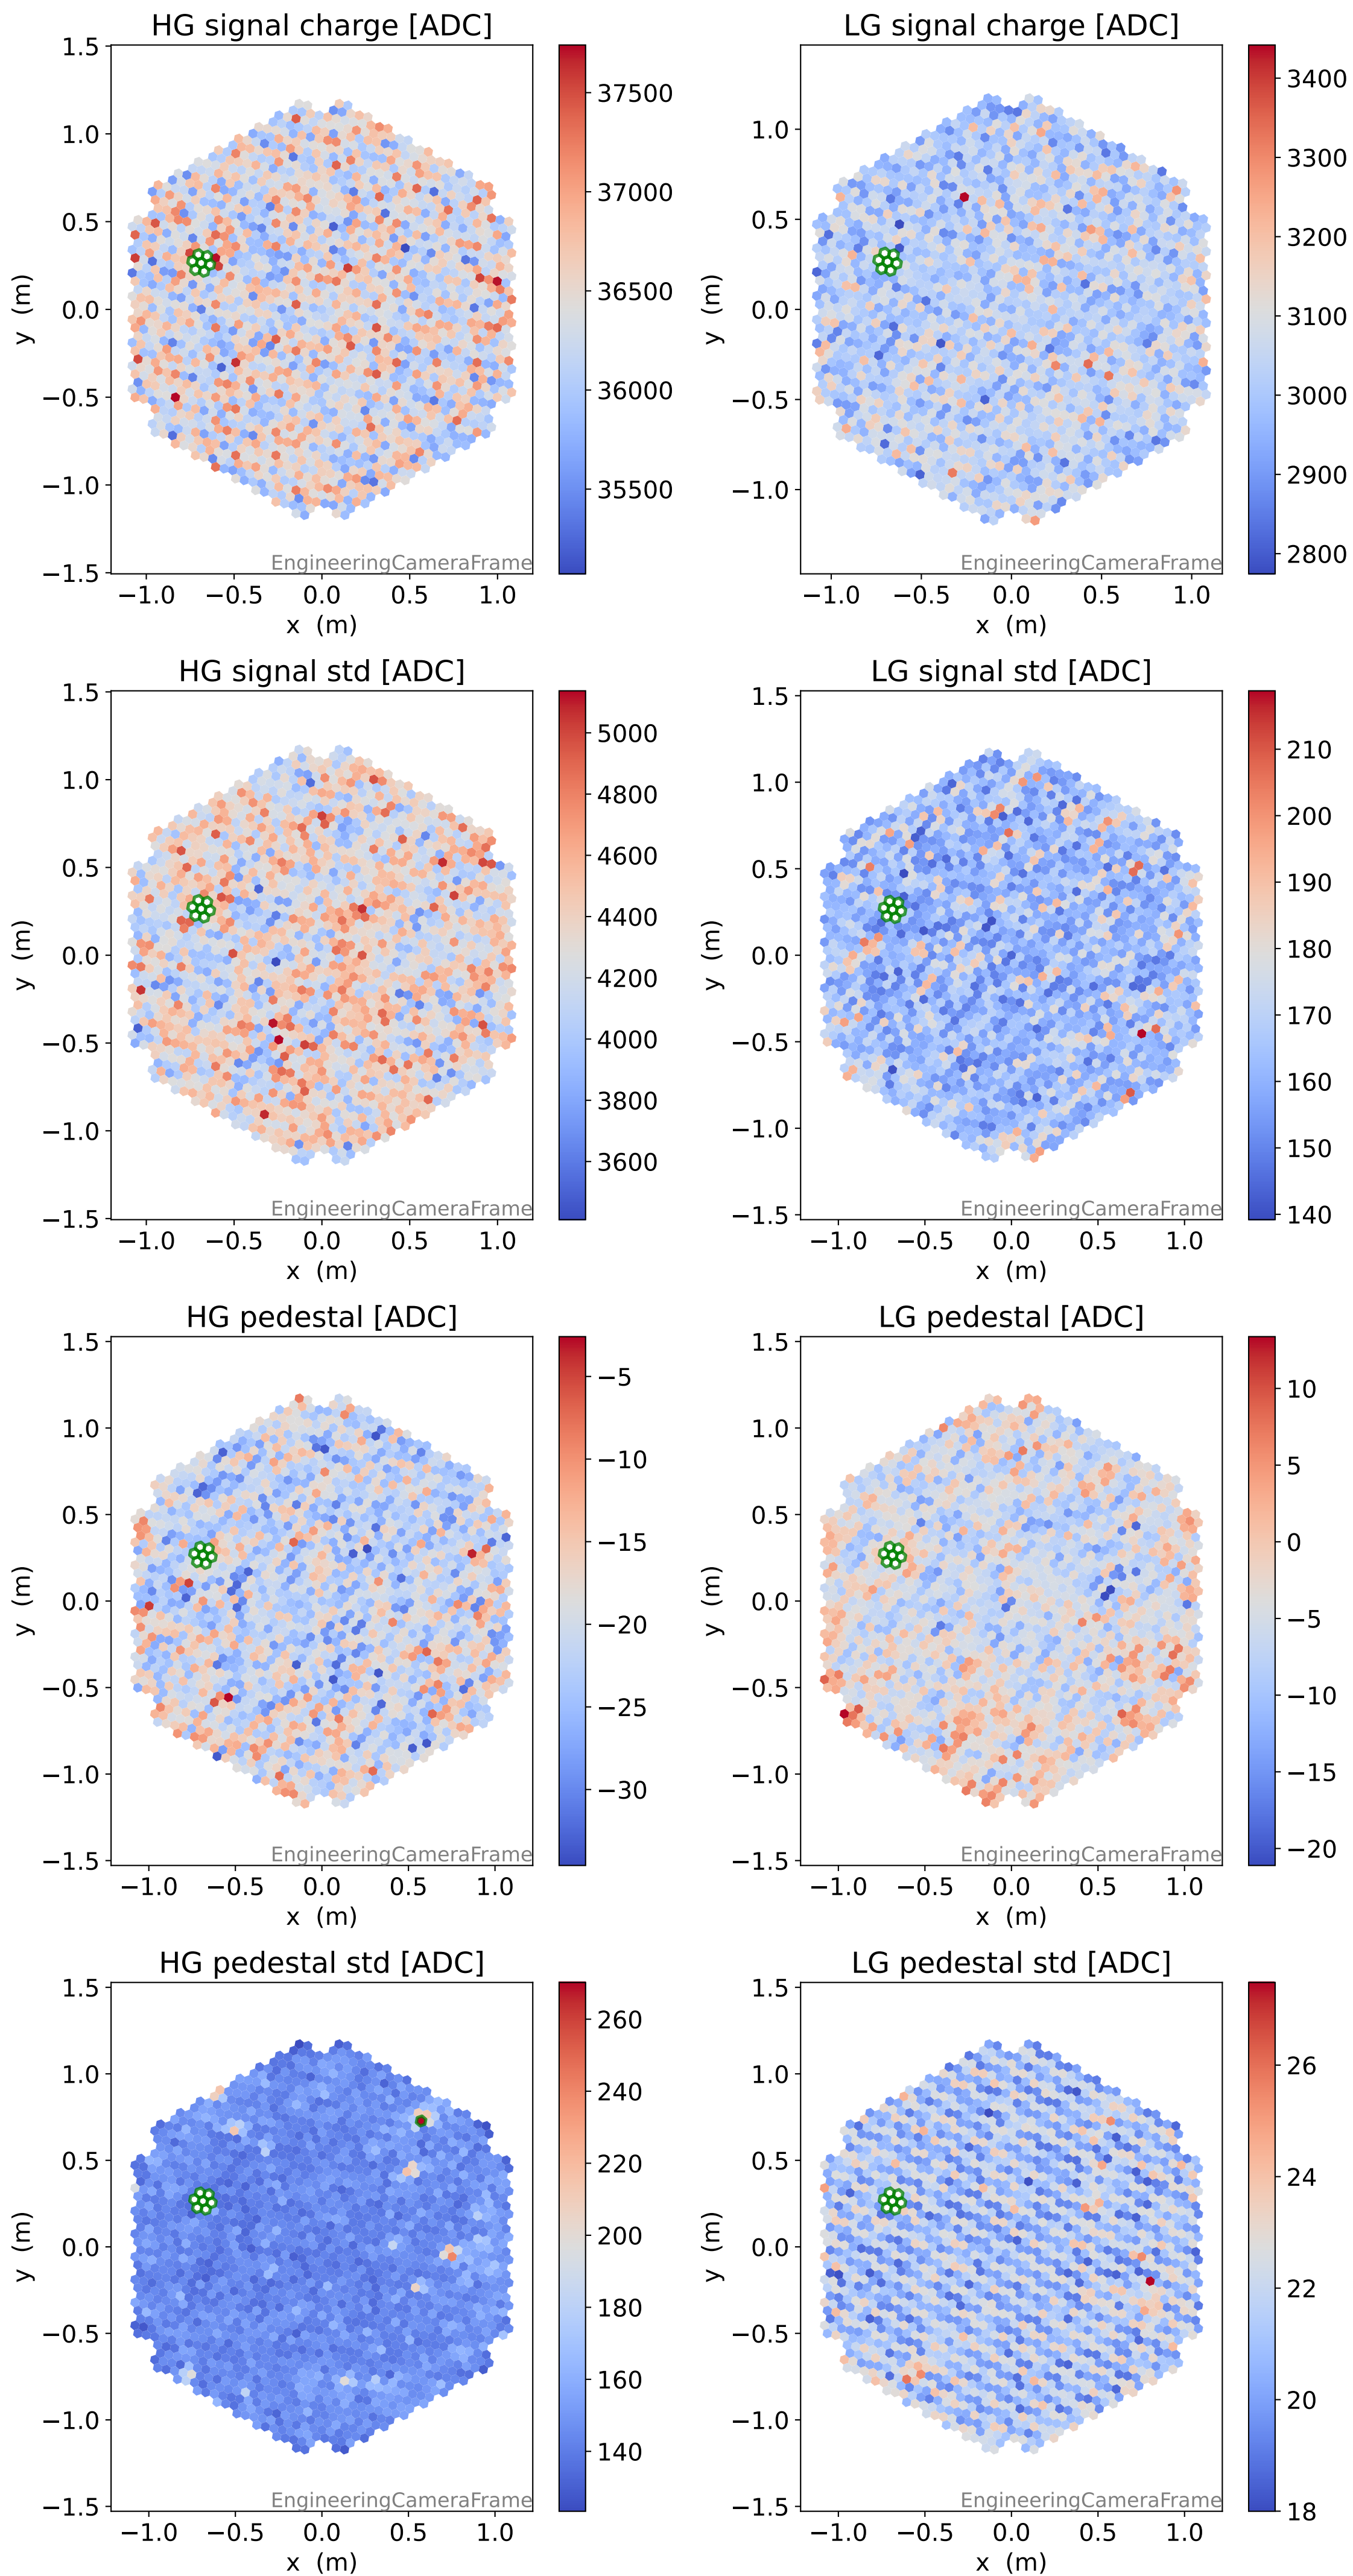 HG signal charge [ADC]
LG signal charge [ADC]
1.5
1.0
0.5
0.0
−0.5
−1.0
−1.5
y (m)
−1.0 −0.5 0.0 0.5 1.0
x (m)
EngineeringCameraFrame
37500
37000
36500
36000
35500
1.0
0.5
0.0
−0.5
−1.0
y (m)
−1.0 −0.5 0.0 0.5 1.0
x (m)
EngineeringCameraFrame
3400
3300
3200
3100
3000
2900
2800
HG signal std [ADC]
LG signal std [ADC]
1.5
1.0
0.5
0.0
−0.5
−1.0
−1.5
y (m)
−1.0 −0.5 0.0 0.5 1.0
x (m)
EngineeringCameraFrame
5000
4800
4600
4400
4200
4000
3800
3600
1.5
1.0
0.5
0.0
−0.5
−1.0
−1.5
y (m)
−1.0 −0.5 0.0 0.5 1.0
x (m)
EngineeringCameraFrame
210
200
190
180
170
160
150
140
HG pedestal [ADC]
LG pedestal [ADC]
1.5
1.0
0.5
0.0
−0.5
−1.0
−1.5
y (m)
−1.0 −0.5 0.0 0.5 1.0
x (m)
EngineeringCameraFrame
−5
−10
−15
−20
−25
−30
1.5
1.0
0.5
0.0
−0.5
−1.0
−1.5
y (m)
−1.0 −0.5 0.0 0.5 1.0
x (m)
EngineeringCameraFrame
10
5
0
−5
−10
−15
−20
HG pedestal std [ADC]
LG pedestal std [ADC]
1.5
1.0
0.5
0.0
−0.5
−1.0
−1.5
y (m)
−1.0 −0.5 0.0 0.5 1.0
x (m)
EngineeringCameraFrame
260
240
220
200
180
160
140
1.5
1.0
0.5
0.0
−0.5
−1.0
−1.5
y (m)
−1.0 −0.5 0.0 0.5 1.0
x (m)
EngineeringCameraFrame
26
24
22
20
18